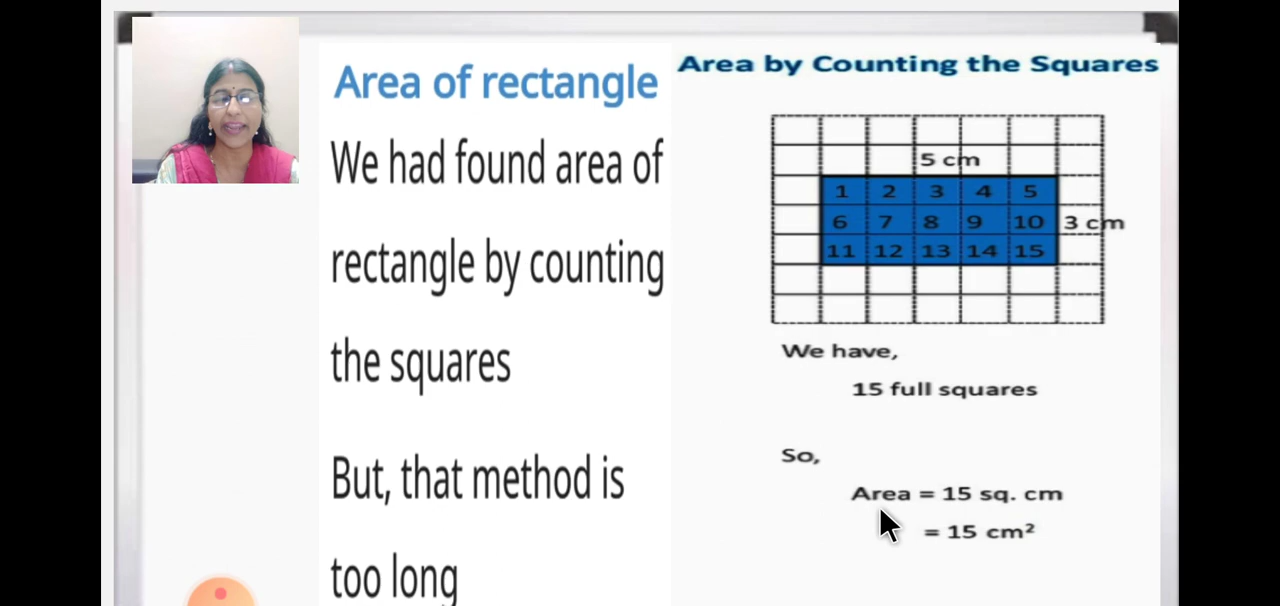 Area of rectangle
We had found area of
rectangle by counting
the squares
But, that method is
too long
Area by Counting the Squares
5 cm
1 2 3 4 5
6 7 8 9 10 3 cm
11 12 13 14 15
We have,
15 full squares
So,
Area = 15 sq. cm
= 15 cm²